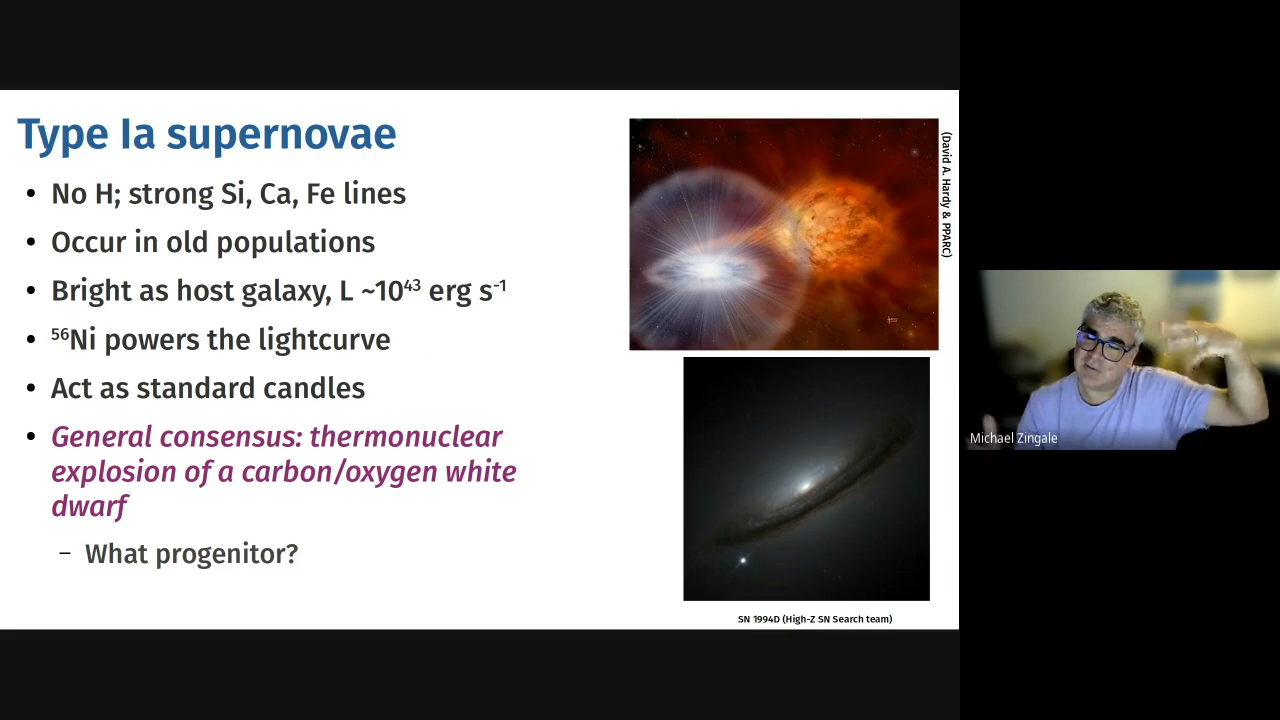 Type Ia supernovae
• No H; strong Si, Ca, Fe lines
• Occur in old populations
• Bright as host galaxy, L ~10⁴³ erg s⁻¹
• ⁵⁶Ni powers the lightcurve
• Act as standard candles
• General consensus: thermonuclear
explosion of a carbon/oxygen white
dwarf
– What progenitor?
(David A. Hardy & PPARC)
SN 1994D (High-Z SN Search team)
Michael Zingale